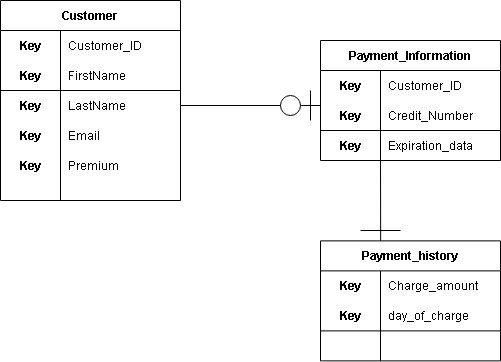 Customer
Key Customer_ID
Key FirstName
Key LastName
Key Email
Key Premium
Payment_Information
Key Customer_ID
Key Credit_Number
Key Expiration_data
Payment_history
Key Charge_amount
Key day_of_charge